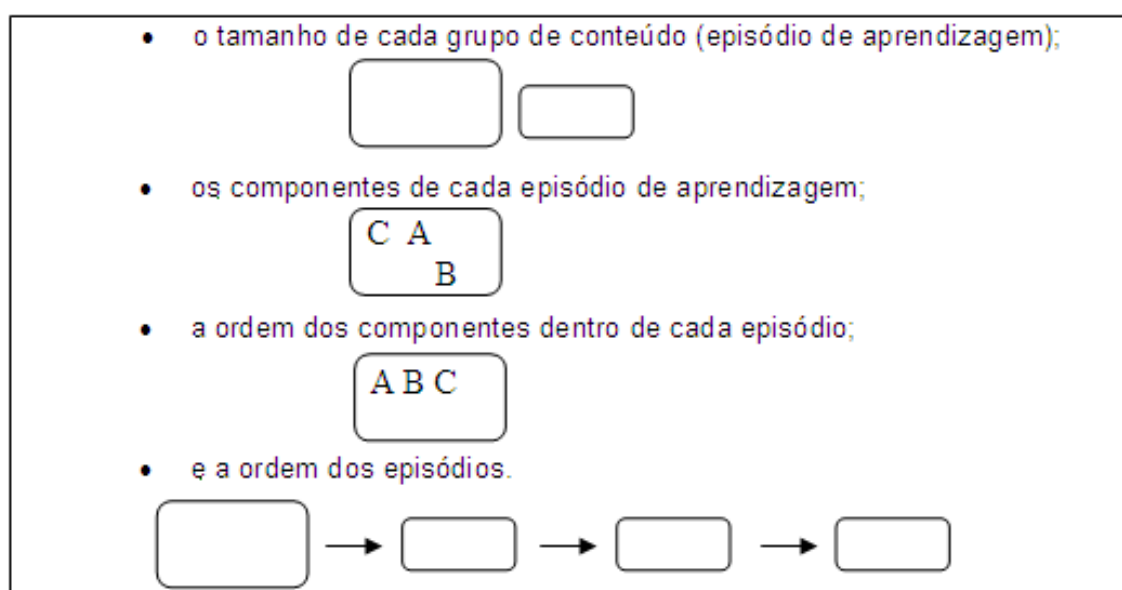 • o tamanho de cada grupo de conteúdo (episódio de aprendizagem);
• os componentes de cada episódio de aprendizagem;
C A
B
• a ordem dos componentes dentro de cada episódio;
A B C
• e a ordem dos episódios.